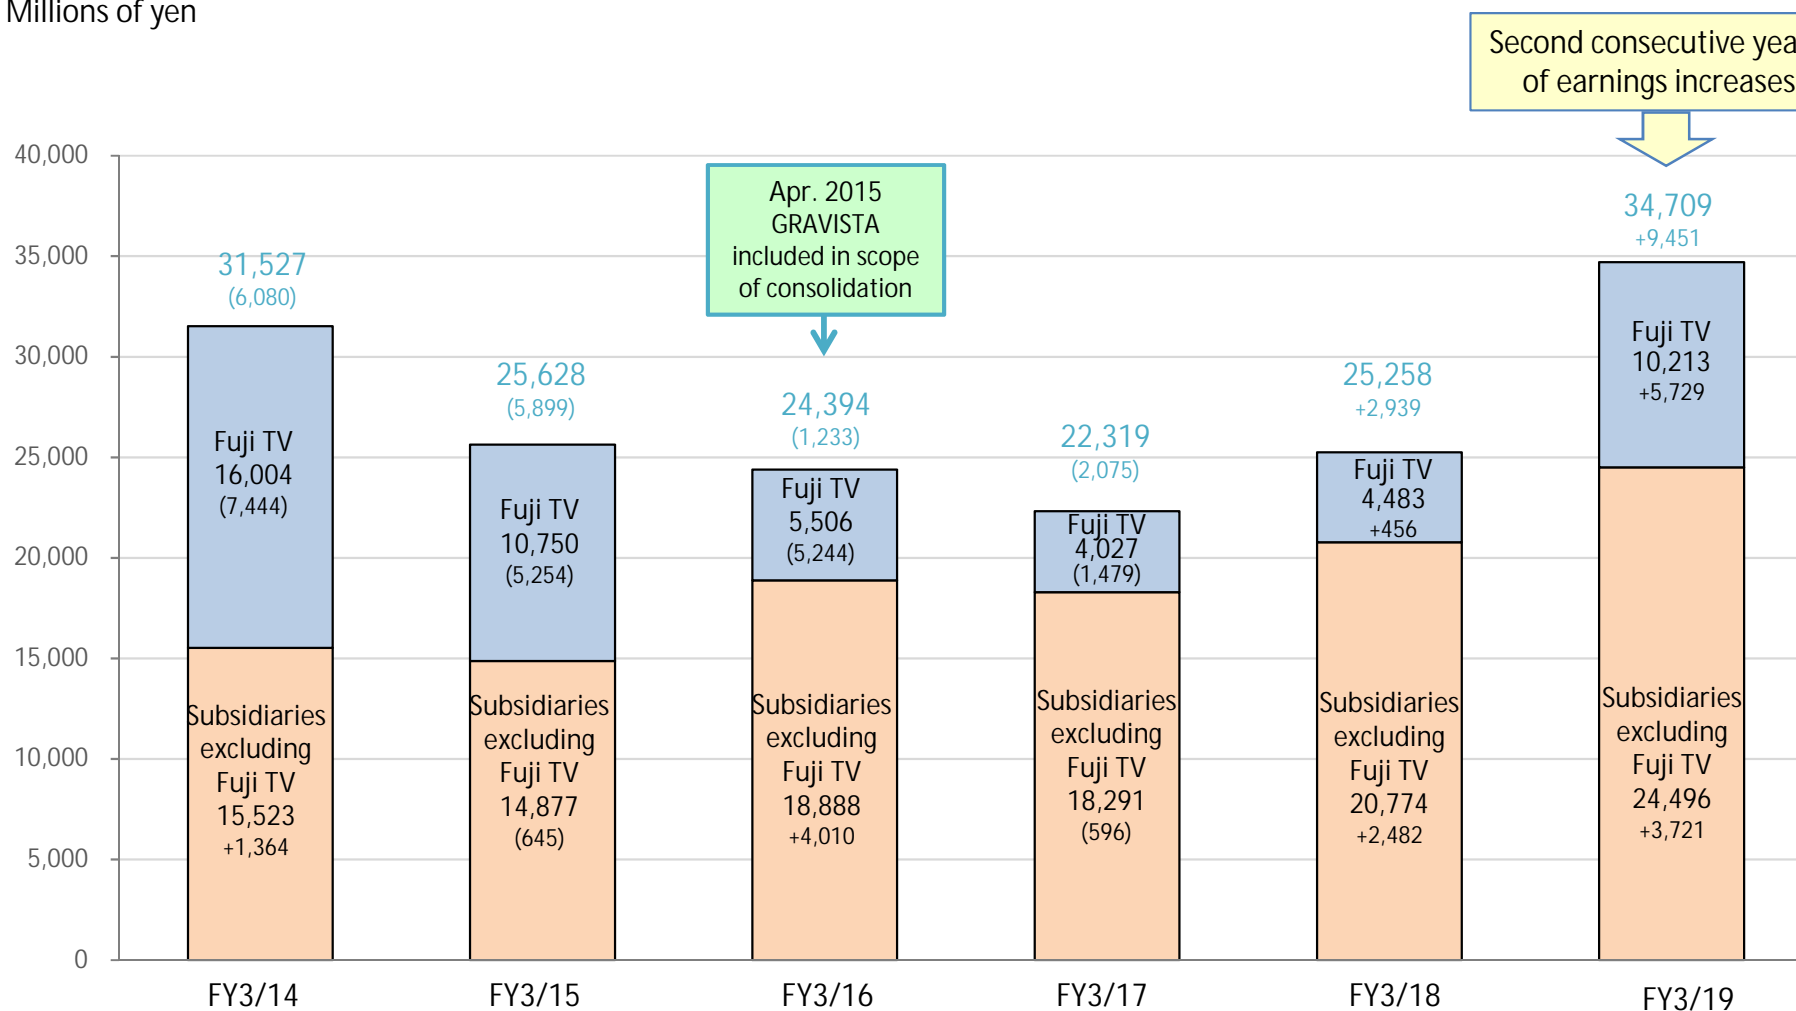 Millions of yen
Second consecutive yea
of earnings increases
40,000
35,000
30,000
25,000
20,000
15,000
10,000
5,000
0
31,527
(6,080)
Fuji TV
16,004
(7,444)
Subsidiaries
excluding
Fuji TV
15,523
+1,364
FY3/14
25,628
(5,899)
Fuji TV
10,750
(5,254)
Subsidiaries
excluding
Fuji TV
14,877
(645)
FY3/15
Apr. 2015
GRAVISTA
included in scope
of consolidation
24,394
(1,233)
Fuji TV
5,506
(5,244)
Subsidiaries
excluding
Fuji TV
18,888
+4,010
FY3/16
22,319
(2,075)
Fuji TV
4,027
(1,479)
Subsidiaries
excluding
Fuji TV
18,291
(596)
FY3/17
25,258
+2,939
Fuji TV
4,483
+456
Subsidiaries
excluding
Fuji TV
20,774
+2,482
FY3/18
34,709
+9,451
Fuji TV
10,213
+5,729
Subsidiaries
excluding
Fuji TV
24,496
+3,721
FY3/19